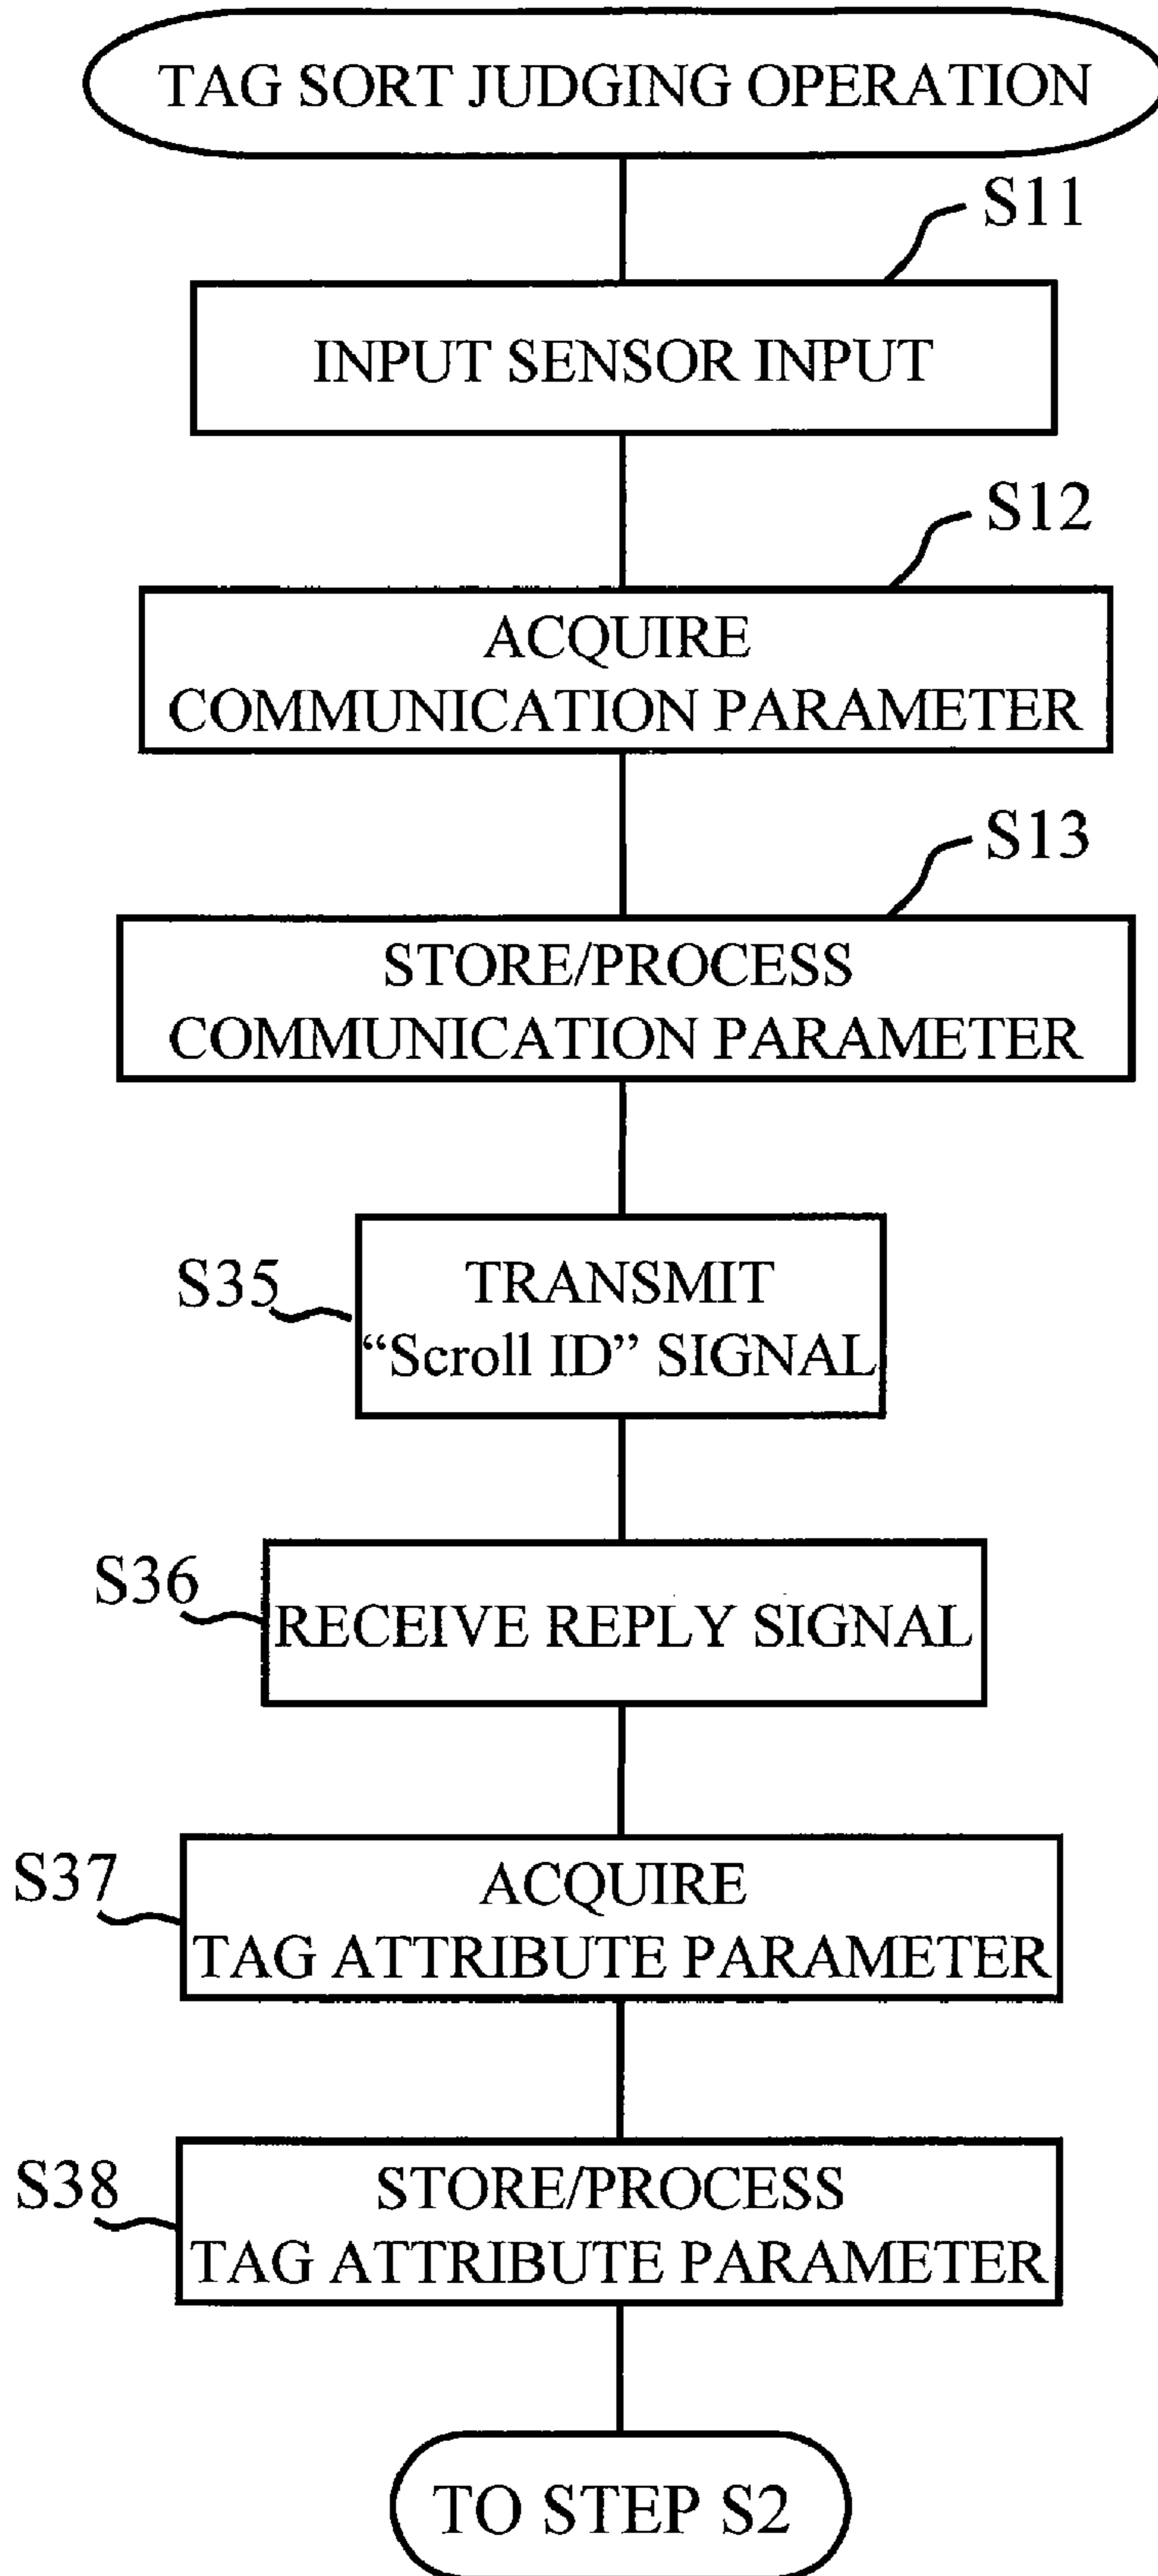 TAG SORT JUDGING OPERATION
S11
INPUT SENSOR INPUT
S12
ACQUIRE
COMMUNICATION PARAMETER
S13
STORE/PROCESS
COMMUNICATION PARAMETER
S35
TRANSMIT
“Scroll ID” SIGNAL
S36
RECEIVE REPLY SIGNAL
S37
ACQUIRE
TAG ATTRIBUTE PARAMETER
S38
STORE/PROCESS
TAG ATTRIBUTE PARAMETER
TO STEP S2